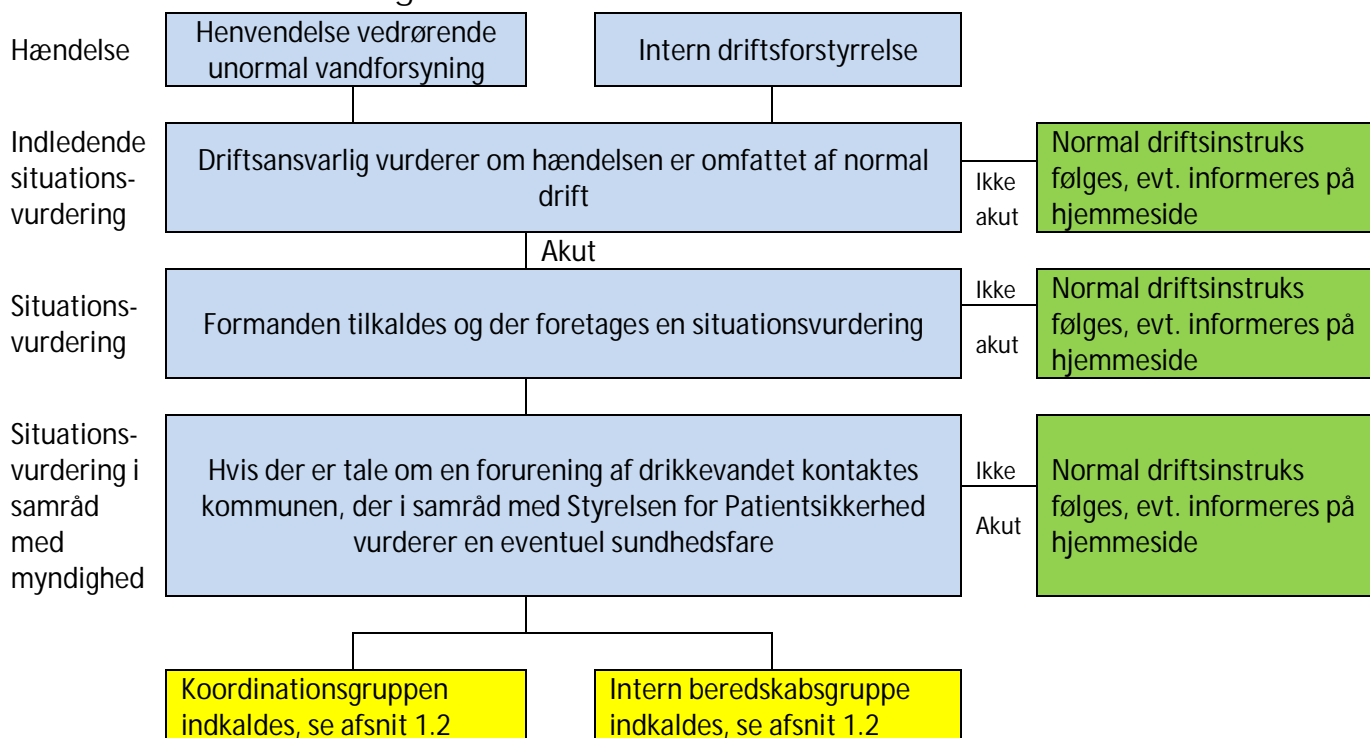 Hændelse
Henvendelse vedrørende
unormal vandforsyning
Intern driftsforstyrrelse
Indledende
situations-
vurdering
Driftsansvarlig vurderer om hændelsen er omfattet af normal
drift
Ikke
akut
Normal driftsinstruks
følges, evt. informeres på
hjemmeside
Akut
Situations-
vurdering
Formanden tilkaldes og der foretages en situationsvurdering
Ikke
akut
Normal driftsinstruks
følges, evt. informeres på
hjemmeside
Situations-
vurdering i
samråd
med
myndighed
Hvis der er tale om en forurening af drikkevandet kontaktes
kommunen, der i samråd med Styrelsen for Patientsikkerhed
vurderer en eventuel sundhedsfare
Ikke
Akut
Normal driftsinstruks
følges, evt. informeres på
hjemmeside
Koordinationsgruppen
indkaldes, se afsnit 1.2
Intern beredskabsgruppe
indkaldes, se afsnit 1.2